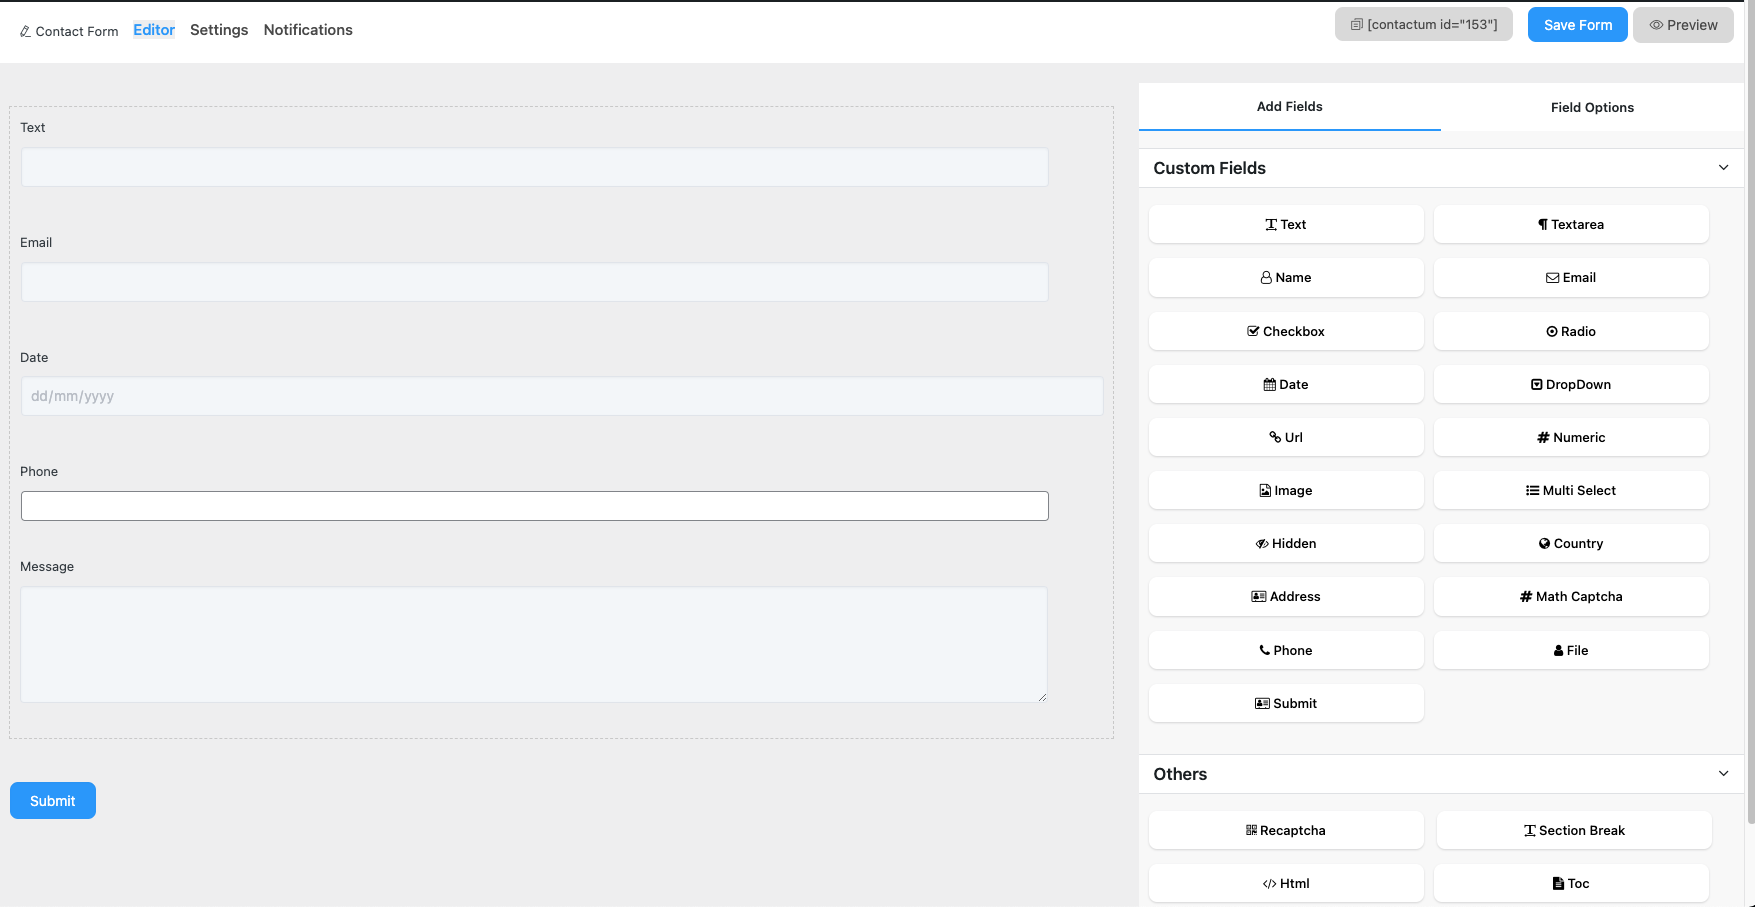 Contact Form Editor Settings Notifications [contactum id="153"] Save Form Preview
Add Fields Field Options
Text
Email
Date
dd/mm/yyyy
Phone
Message
Submit
Custom Fields
Text Textarea
Name Email
Checkbox Radio
Date DropDown
Url Numeric
Image Multi Select
Hidden Country
Address Math Captcha
Phone File
Submit
Others
Recaptcha Section Break
Html Toc